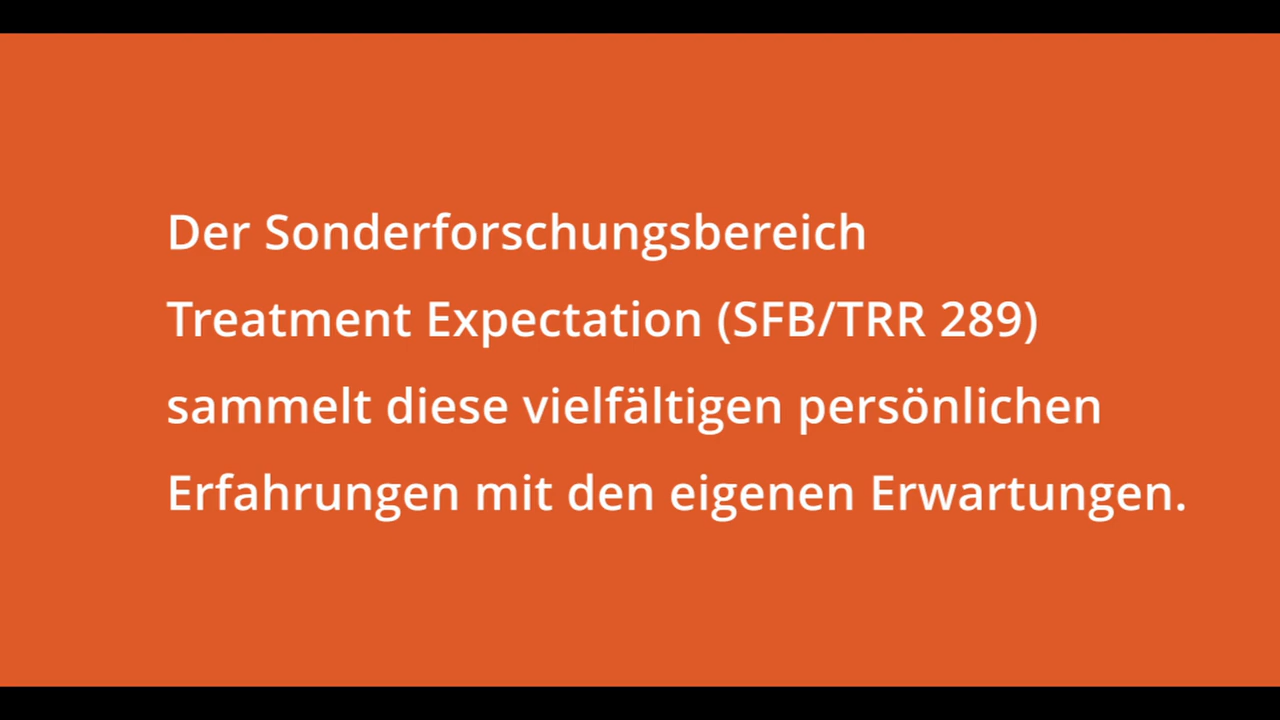 Der Sonderforschungsbereich
Treatment Expectation (SFB/TRR 289)
sammelt diese vielfältigen persönlichen
Erfahrungen mit den eigenen Erwartungen.